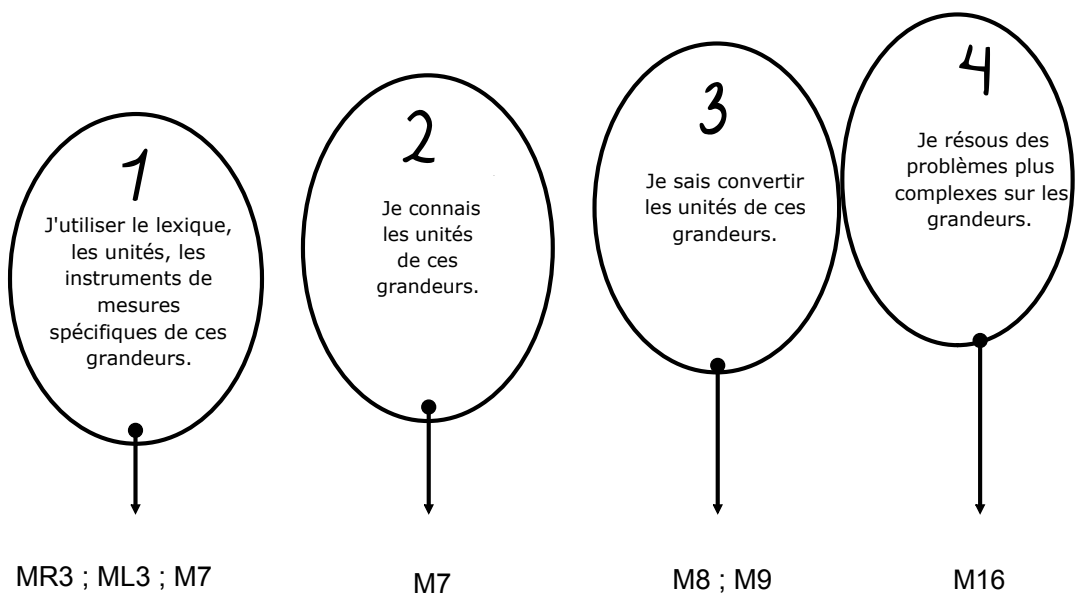 1
J'utiliser le lexique,
les unités, les
instruments de
mesures
spécifiques de ces
grandeurs.
MR3 ; ML3 ; M7
2
Je connais
les unités
de ces
grandeurs.
M7
3
Je sais convertir
les unités de ces
grandeurs.
M8 ; M9
4
Je résous des
problèmes plus
complexes sur les
grandeurs.
M16